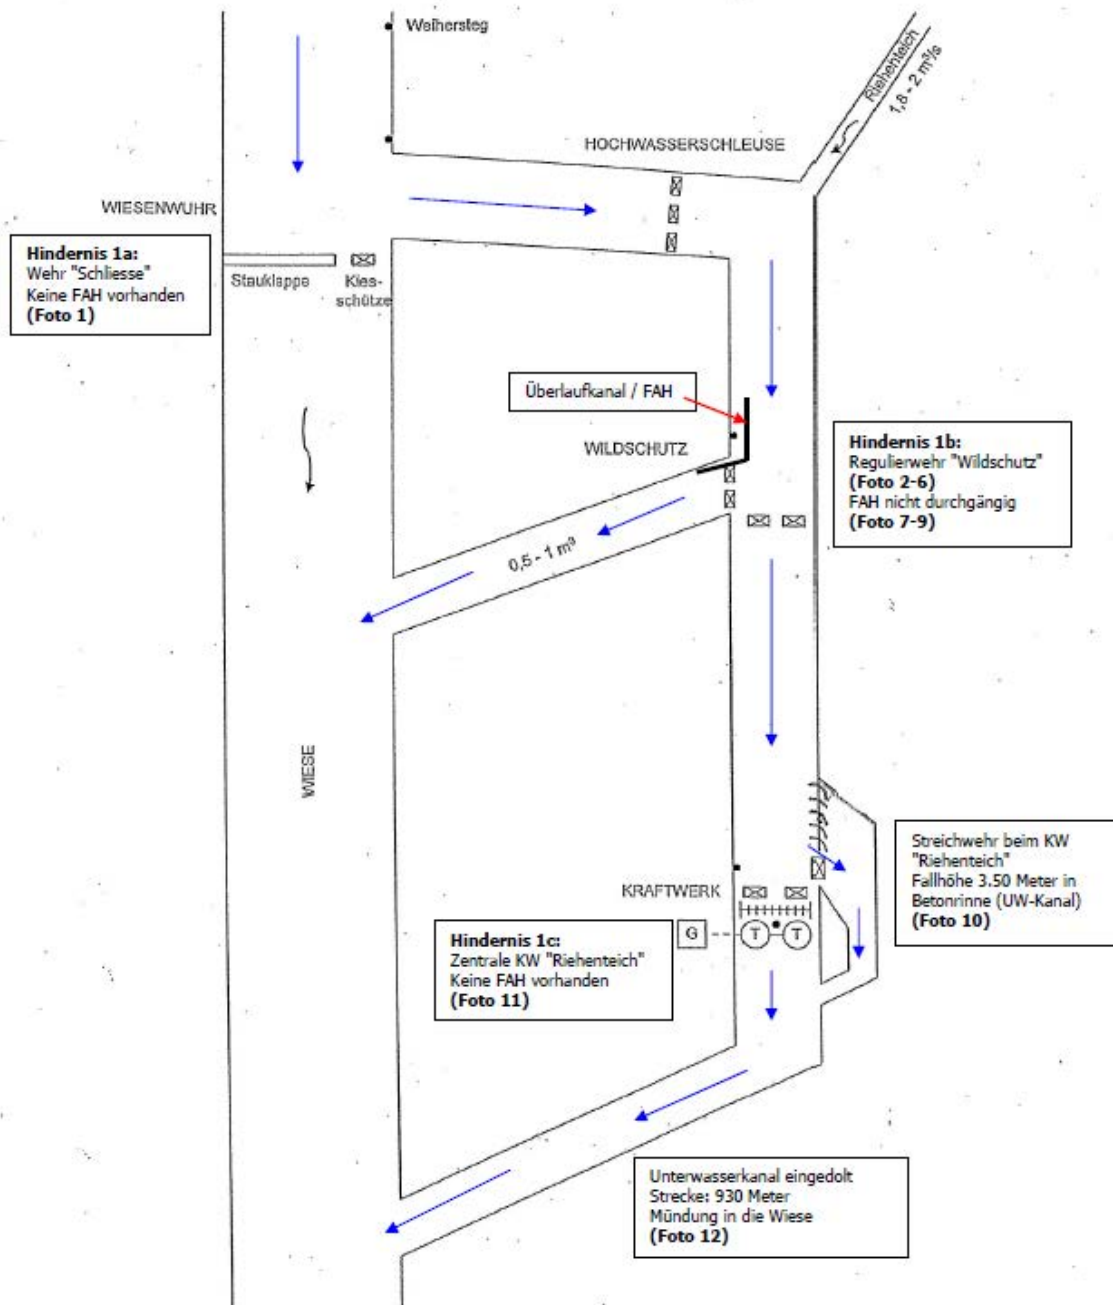 Weihersteg
Riehenteich
1,8 - 2 m³/s
HOCHWASSERSCHLEUSE
WIESENWUHR
Hindernis 1a:
Wehr "Schliesse"
Keine FAH vorhanden
(Foto 1)
Stauklappe
Kies-
schütze
Überlaufkanal / FAH
WILDSCHUTZ
Hindernis 1b:
Regulierwehr "Wildschutz"
(Foto 2-6)
FAH nicht durchgängig
(Foto 7-9)
0,5 - 1 m³
WIESE
Streichwehr beim KW
"Riehenteich"
Fallhöhe 3.50 Meter in
Betonrinne (UW-Kanal)
(Foto 10)
KRAFTWERK
G
T
T
Hindernis 1c:
Zentrale KW "Riehenteich"
Keine FAH vorhanden
(Foto 11)
Unterwasserkanal eingedolt
Strecke: 930 Meter
Mündung in die Wiese
(Foto 12)